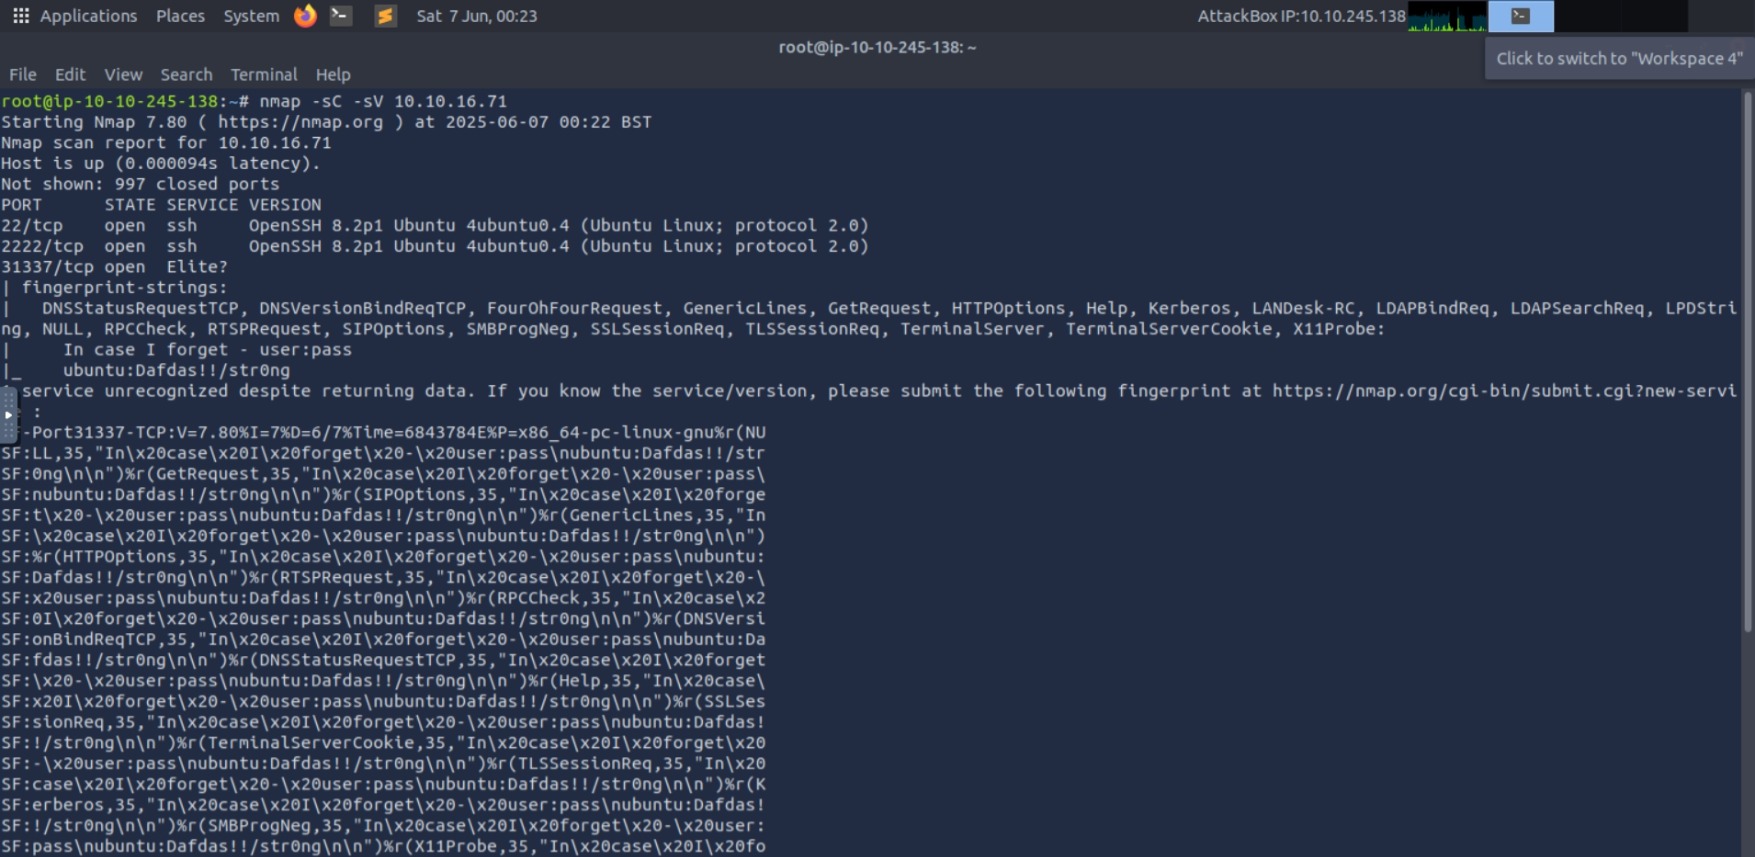 Applications Places System Sat 7 Jun, 00:23 AttackBox IP:10.10.245.138
root@ip-10-10-245-138: ~
Click to switch to "Workspace 4"
File Edit View Search Terminal Help
root@ip-10-10-245-138:~# nmap -sC -sV 10.10.16.71
Starting Nmap 7.80 ( https://nmap.org ) at 2025-06-07 00:22 BST
Nmap scan report for 10.10.16.71
Host is up (0.000094s latency).
Not shown: 997 closed ports
PORT      STATE SERVICE VERSION
22/tcp    open  ssh     OpenSSH 8.2p1 Ubuntu 4ubuntu0.4 (Ubuntu Linux; protocol 2.0)
2222/tcp  open  ssh     OpenSSH 8.2p1 Ubuntu 4ubuntu0.4 (Ubuntu Linux; protocol 2.0)
31337/tcp open  Elite?
| fingerprint-strings:
|   DNSStatusRequestTCP, DNSVersionBindReqTCP, FourOhFourRequest, GenericLines, GetRequest, HTTPOptions, Help, Kerberos, LANDesk-RC, LDAPBindReq, LDAPSearchReq, LPDStri
ng, NULL, RPCCheck, RTSPRequest, SIPOptions, SMBProgNeg, SSLSessionReq, TLSSessionReq, TerminalServer, TerminalServerCookie, X11Probe:
|     In case I forget - user:pass
|_    ubuntu:Dafdas!!/str0ng
service unrecognized despite returning data. If you know the service/version, please submit the following fingerprint at https://nmap.org/cgi-bin/submit.cgi?new-servi
:
-Port31337-TCP:V=7.80%I=7%D=6/7%Time=6843784E%P=x86_64-pc-linux-gnu%r(NU
SF:LL,35,"In\x20case\x20I\x20forget\x20-\x20user:pass\nubuntu:Dafdas!!/str
SF:0ng\n\n")%r(GetRequest,35,"In\x20case\x20I\x20forget\x20-\x20user:pass\
SF:nubuntu:Dafdas!!/str0ng\n\n")%r(SIPOptions,35,"In\x20case\x20I\x20forge
SF:t\x20-\x20user:pass\nubuntu:Dafdas!!/str0ng\n\n")%r(GenericLines,35,"In
SF:\x20case\x20I\x20forget\x20-\x20user:pass\nubuntu:Dafdas!!/str0ng\n\n")
SF:%r(HTTPOptions,35,"In\x20case\x20I\x20forget\x20-\x20user:pass\nubuntu:
SF:Dafdas!!/str0ng\n\n")%r(RTSPRequest,35,"In\x20case\x20I\x20forget\x20-\
SF:x20user:pass\nubuntu:Dafdas!!/str0ng\n\n")%r(RPCCheck,35,"In\x20case\x2
SF:0I\x20forget\x20-\x20user:pass\nubuntu:Dafdas!!/str0ng\n\n")%r(DNSVersi
SF:onBindReqTCP,35,"In\x20case\x20I\x20forget\x20-\x20user:pass\nubuntu:Da
SF:fdas!!/str0ng\n\n")%r(DNSStatusRequestTCP,35,"In\x20case\x20I\x20forget
SF:\x20-\x20user:pass\nubuntu:Dafdas!!/str0ng\n\n")%r(Help,35,"In\x20case\
SF:x20I\x20forget\x20-\x20user:pass\nubuntu:Dafdas!!/str0ng\n\n")%r(SSLSes
SF:sionReq,35,"In\x20case\x20I\x20forget\x20-\x20user:pass\nubuntu:Dafdas!
SF:!/str0ng\n\n")%r(TerminalServerCookie,35,"In\x20case\x20I\x20forget\x20
SF:-\x20user:pass\nubuntu:Dafdas!!/str0ng\n\n")%r(TLSSessionReq,35,"In\x20
SF:case\x20I\x20forget\x20-\x20user:pass\nubuntu:Dafdas!!/str0ng\n\n")%r(K
SF:erberos,35,"In\x20case\x20I\x20forget\x20-\x20user:pass\nubuntu:Dafdas!
SF:!/str0ng\n\n")%r(SMBProgNeg,35,"In\x20case\x20I\x20forget\x20-\x20user:
SF:pass\nubuntu:Dafdas!!/str0ng\n\n")%r(X11Probe,35,"In\x20case\x20I\x20fo